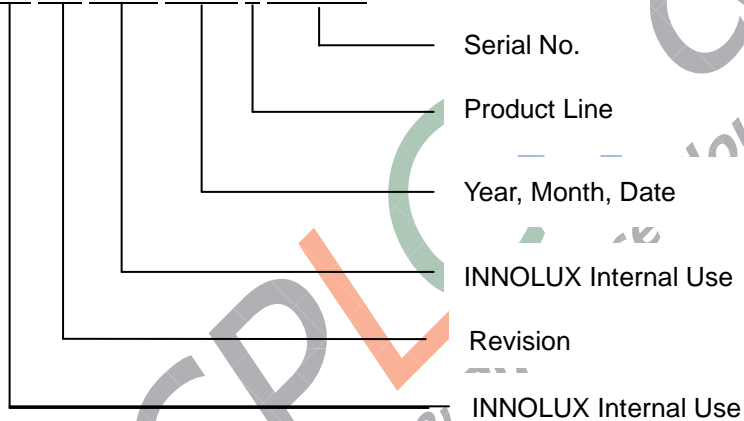 Serial No.
Product Line
Year, Month, Date
INNOLUX Internal Use
Revision
INNOLUX Internal Use